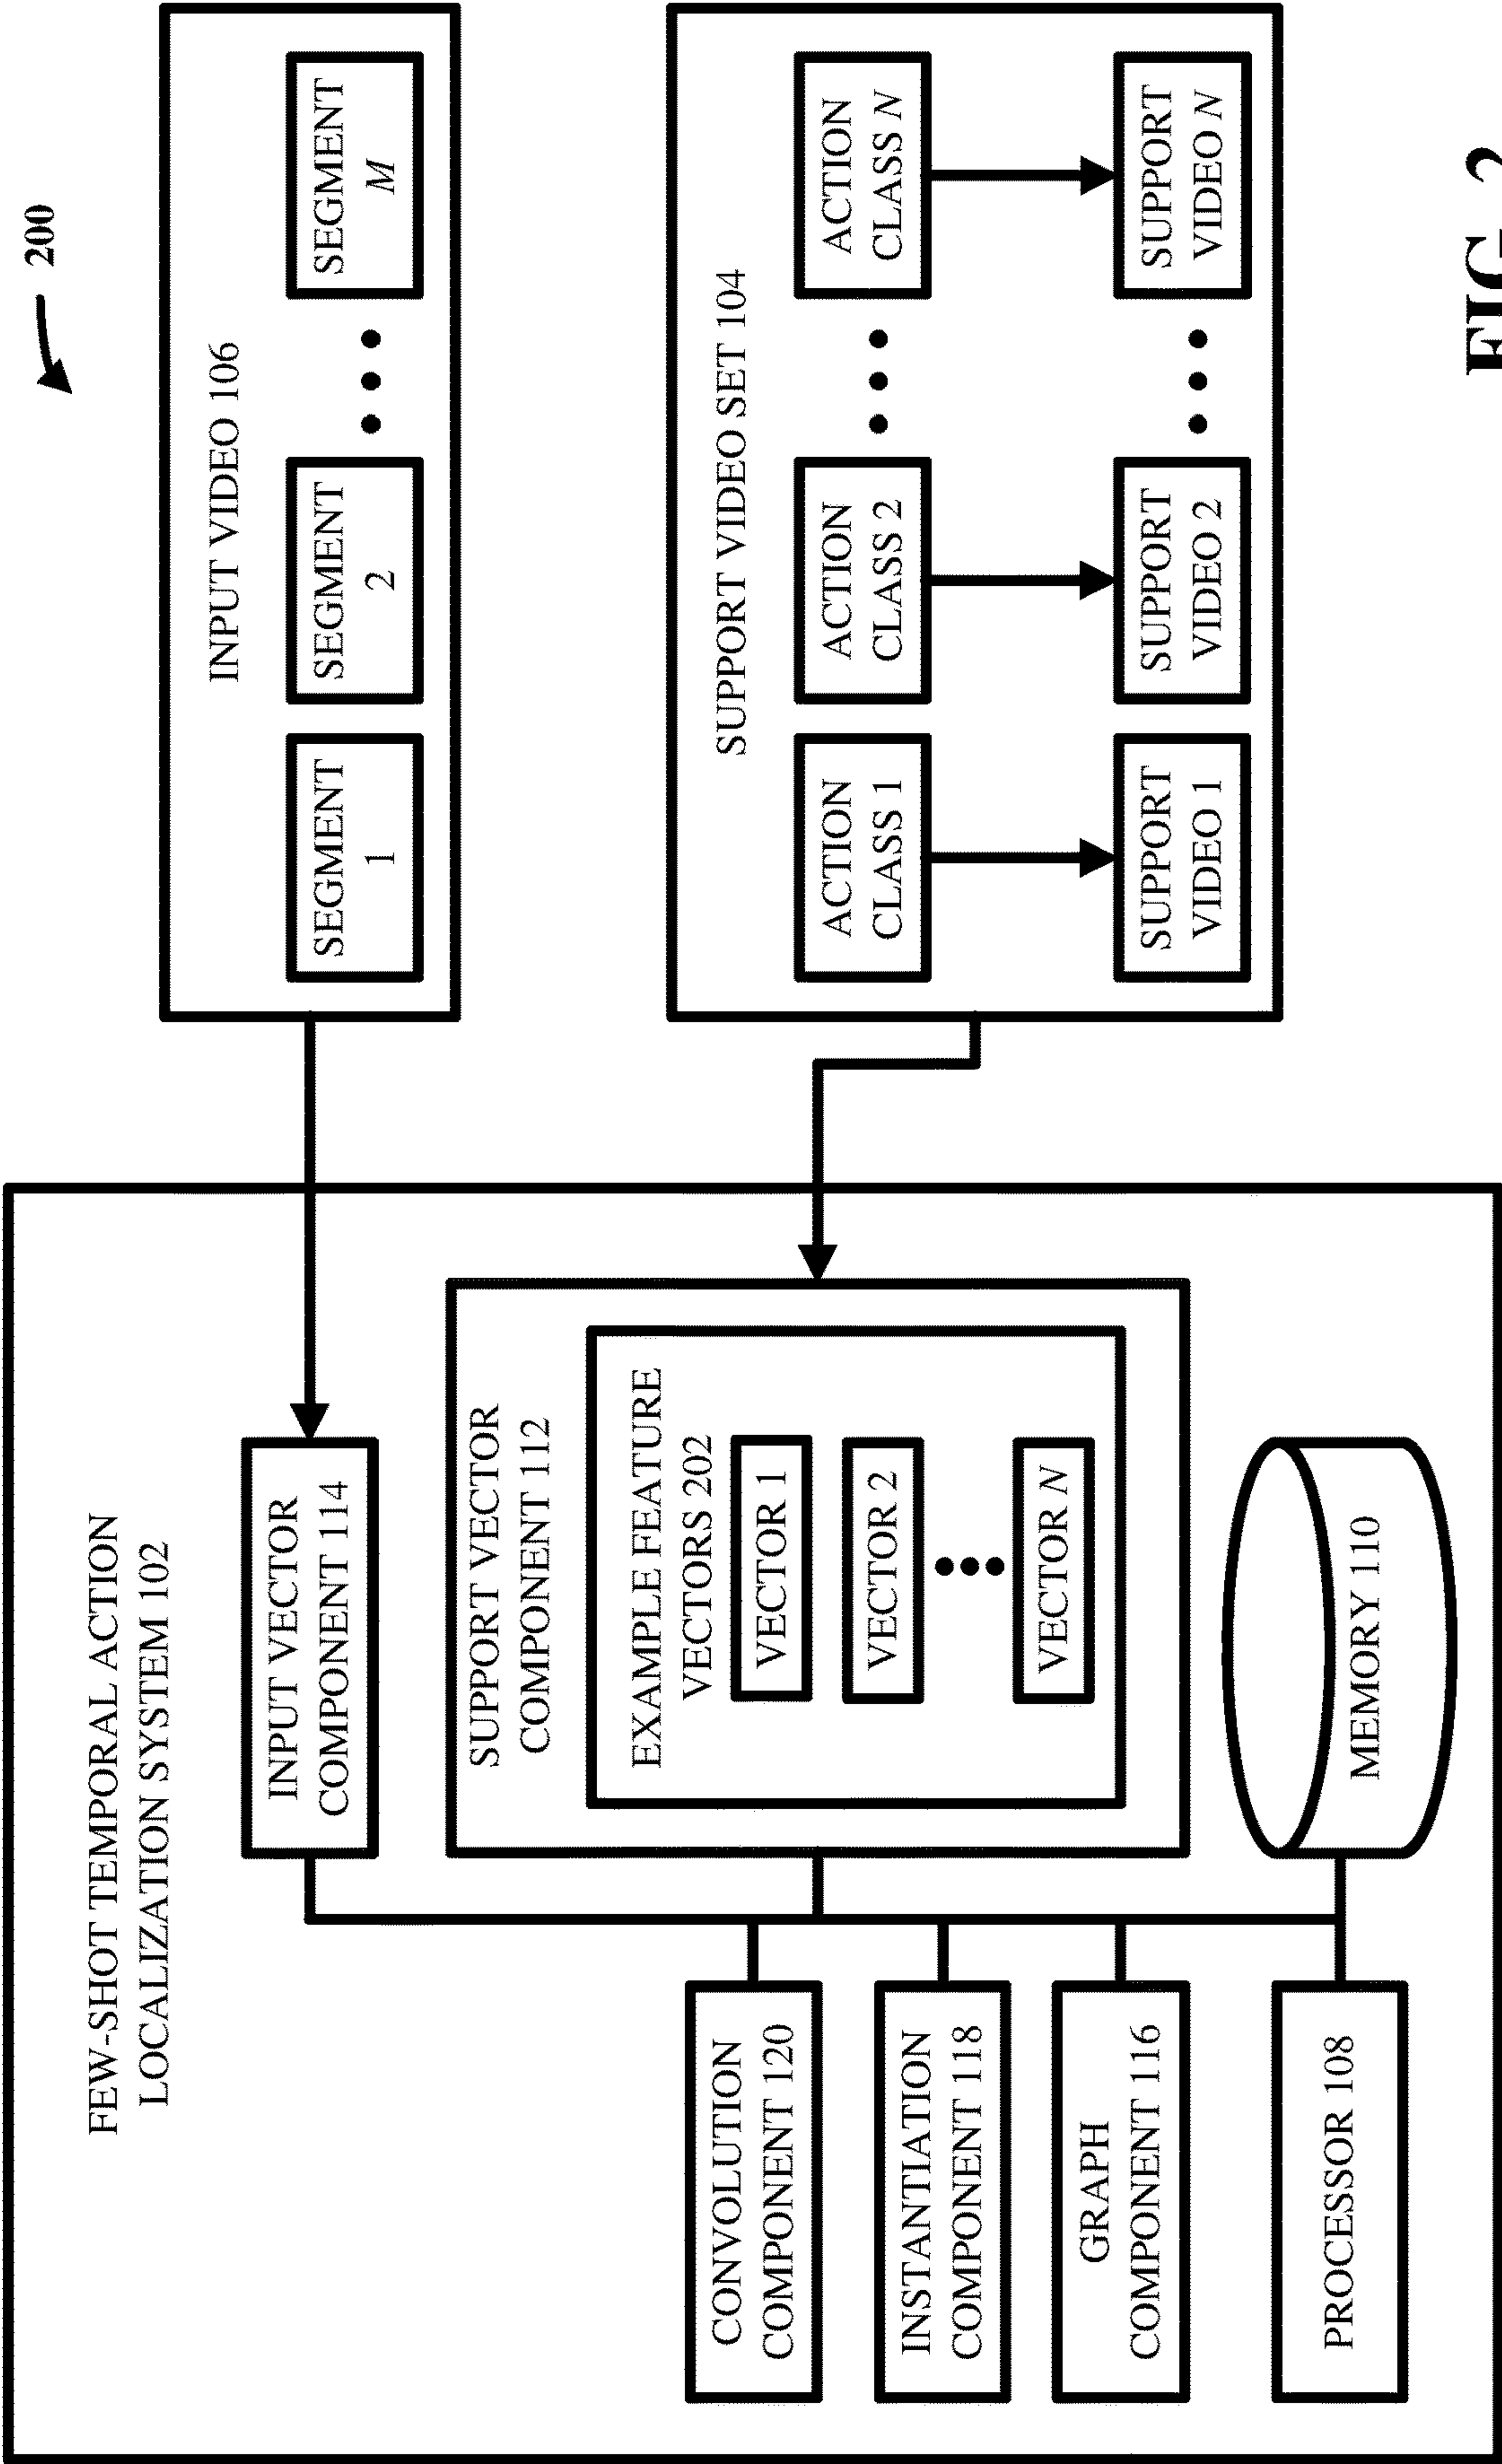 200
FEW-SHOT TEMPORAL ACTION
LOCALIZATION SYSTEM 102
CONVOLUTION
COMPONENT 120
INSTANTIATION
COMPONENT 118
GRAPH
COMPONENT 116
PROCESSOR 108
INPUT VECTOR
COMPONENT 114
SUPPORT VECTOR
COMPONENT 112
EXAMPLE FEATURE
VECTORS 202
VECTOR 1
VECTOR 2
VECTOR N
MEMORY 110
INPUT VIDEO 106
SEGMENT
1
SEGMENT
2
SEGMENT
M
SUPPORT VIDEO SET 104
ACTION
CLASS 1
ACTION
CLASS 2
ACTION
CLASS N
SUPPORT
VIDEO 1
SUPPORT
VIDEO 2
SUPPORT
VIDEO N
FIG. 2